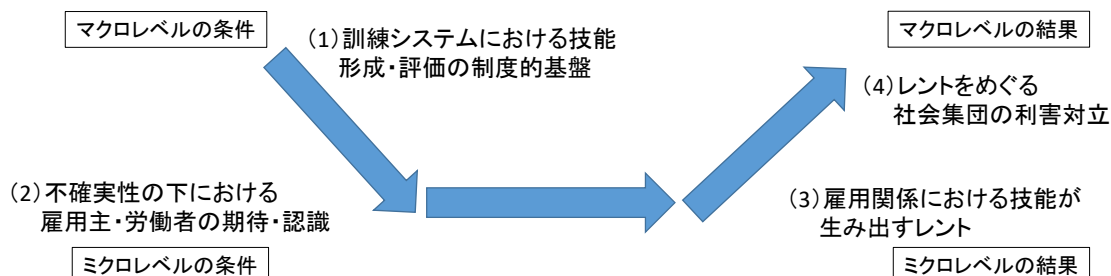 マクロレベルの条件
(1)訓練システムにおける技能
形成・評価の制度的基盤
マクロレベルの結果
(4)レントをめぐる
社会集団の利害対立
(2)不確実性の下における
雇用主・労働者の期待・認識
(3)雇用関係における技能が
生み出すレント
ミクロレベルの条件
ミクロレベルの結果